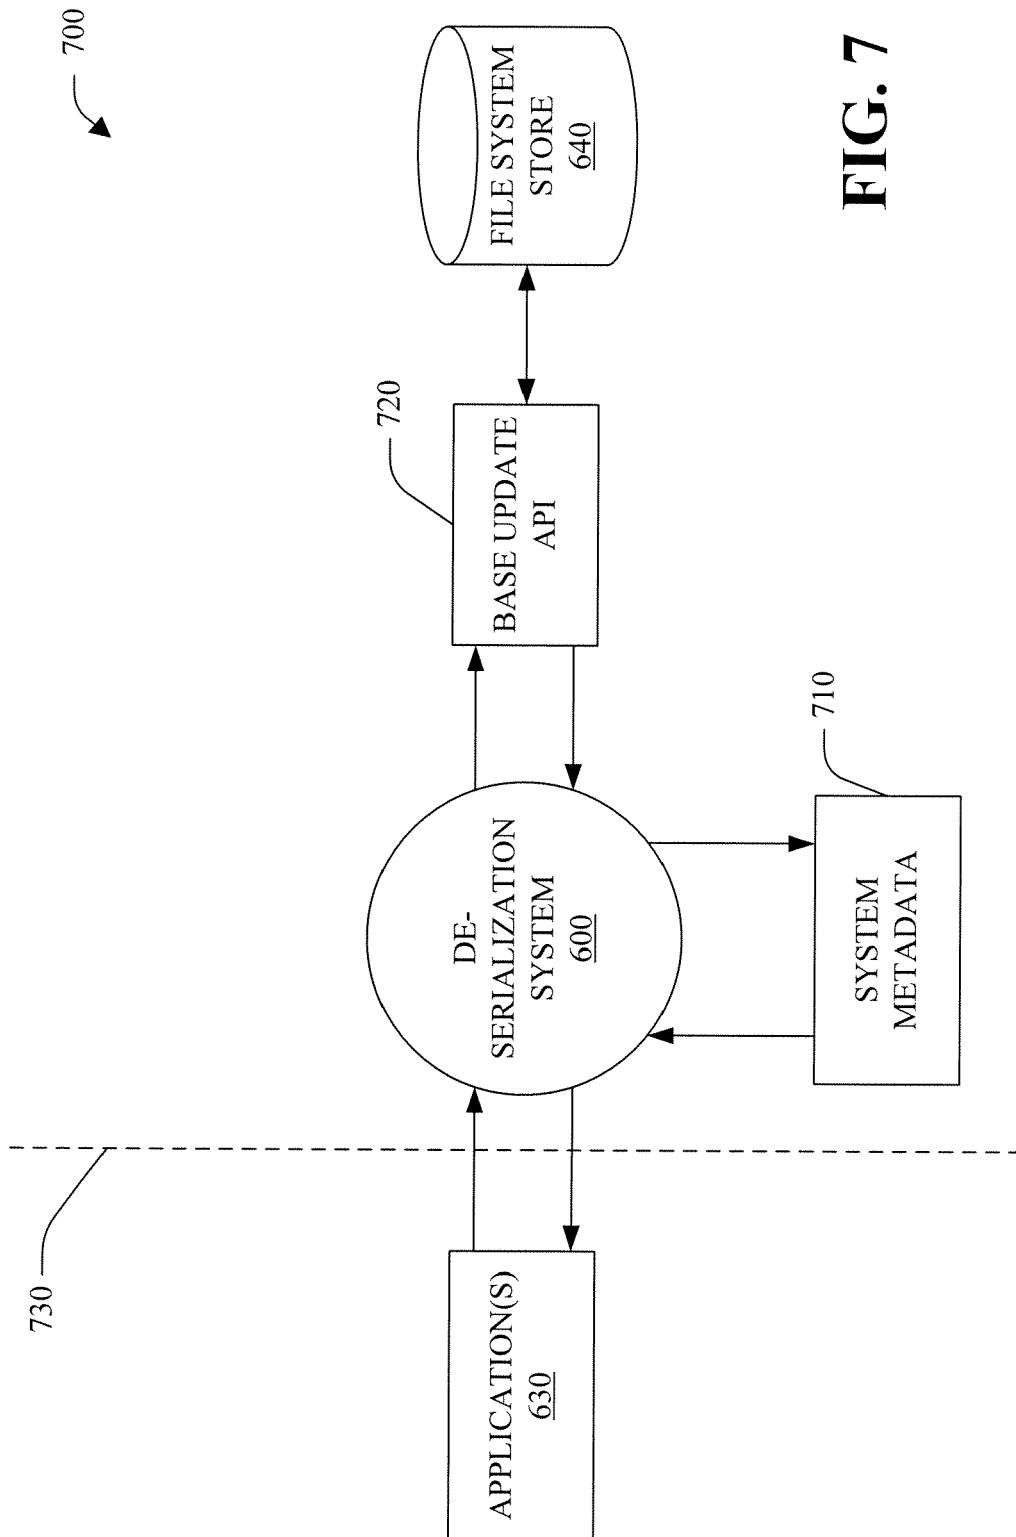 700
730
APPLICATION(S)
630
DE-
SERIALIZATION
SYSTEM
600
720
BASE UPDATE
API
FILE SYSTEM
STORE
640
710
SYSTEM
METADATA
FIG. 7